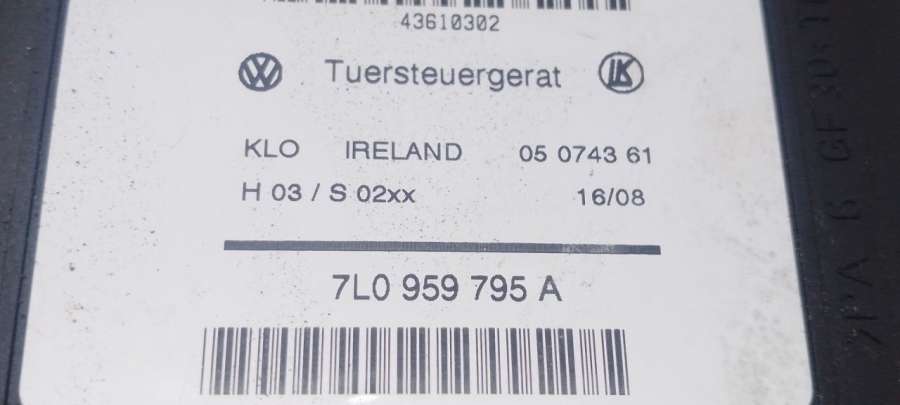 43610302
Tuersteuergerat
KLO IRELAND 05 0743 61
H 03 / S 02xx 16/08
7L0 959 795 A